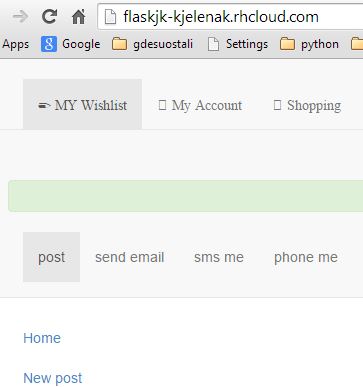 flaskjk-kjelenak.rhcloud.com
Apps Google gdesuostali Settings python
MY Wishlist My Account Shopping
post send email sms me phone me
Home
New post